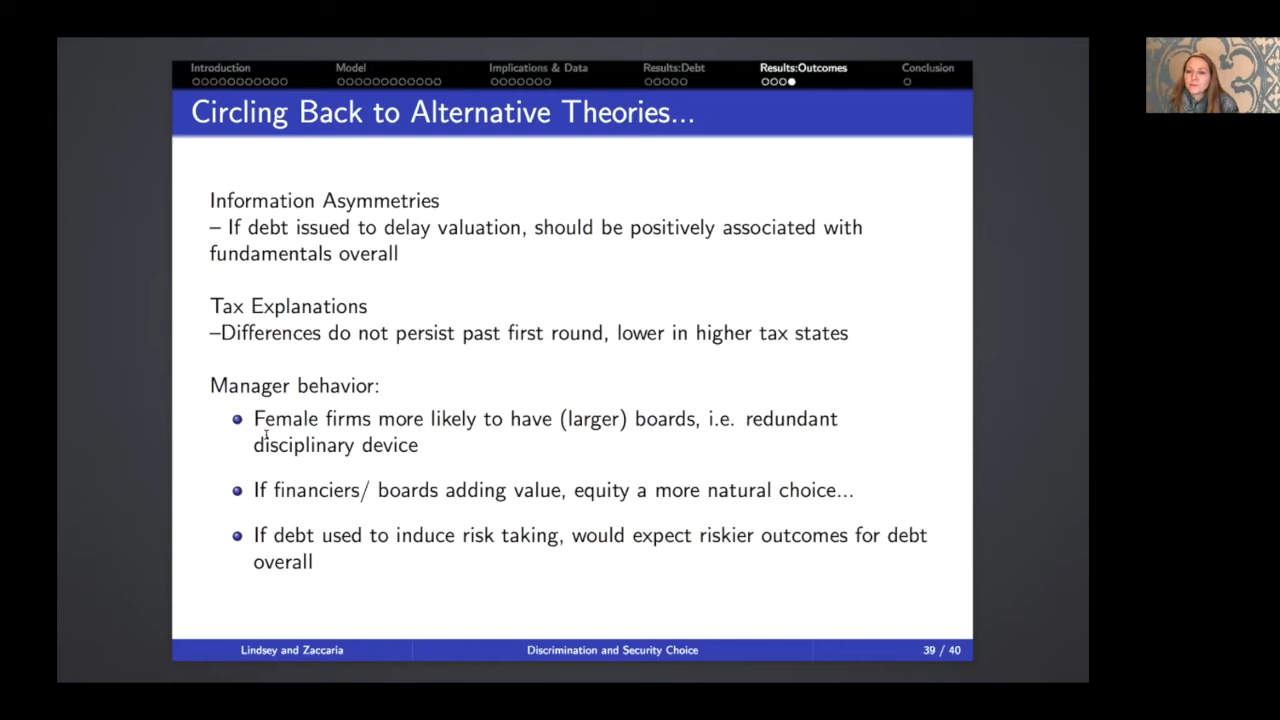 Introduction Model Implications & Data Results:Debt Results:Outcomes Conclusion
Circling Back to Alternative Theories...
Information Asymmetries
– If debt issued to delay valuation, should be positively associated with
fundamentals overall
Tax Explanations
–Differences do not persist past first round, lower in higher tax states
Manager behavior:
Female firms more likely to have (larger) boards, i.e. redundant
disciplinary device
If financiers/ boards adding value, equity a more natural choice...
If debt used to induce risk taking, would expect riskier outcomes for debt
overall
Lindsey and Zaccaria Discrimination and Security Choice 39 / 40